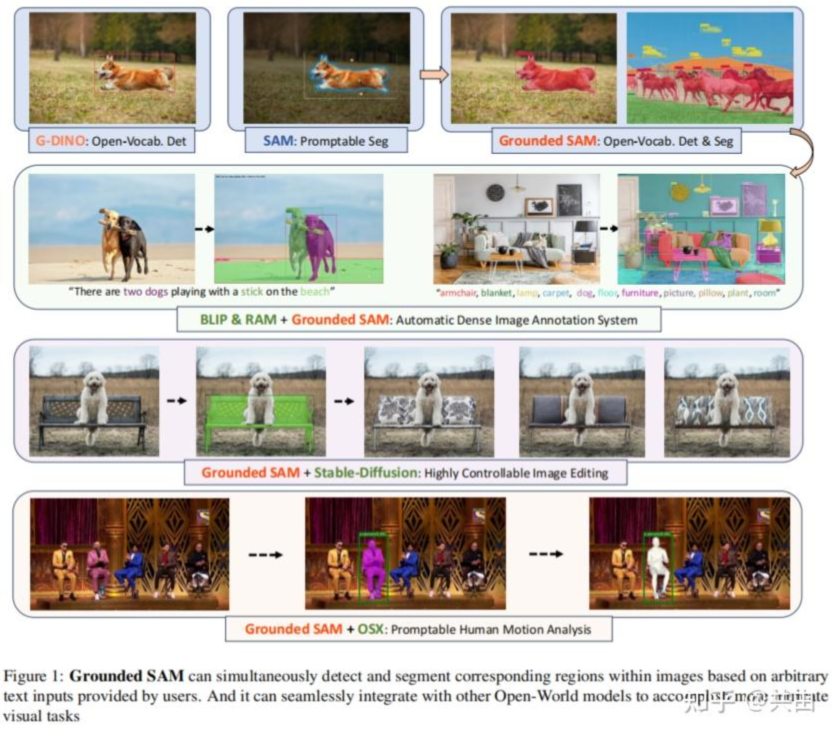 G-DINO: Open-Vocab. Det
SAM: Promptable Seg
Grounded SAM: Open-Vocab. Det & Seg
"There are two dogs playing with a stick on the beach"
"armchair, blanket, lamp, carpet, dog, floor, furniture, picture, pillow, plant, room"
BLIP & RAM + Grounded SAM: Automatic Dense Image Annotation System
Grounded SAM + Stable-Diffusion: Highly Controllable Image Editing
Grounded SAM + OSX: Promptable Human Motion Analysis
Figure 1: Grounded SAM can simultaneously detect and segment corresponding regions within images based on arbitrary
text inputs provided by users. And it can seamlessly integrate with other Open-World models to accomplish more
visual tasks
知乎 @共由